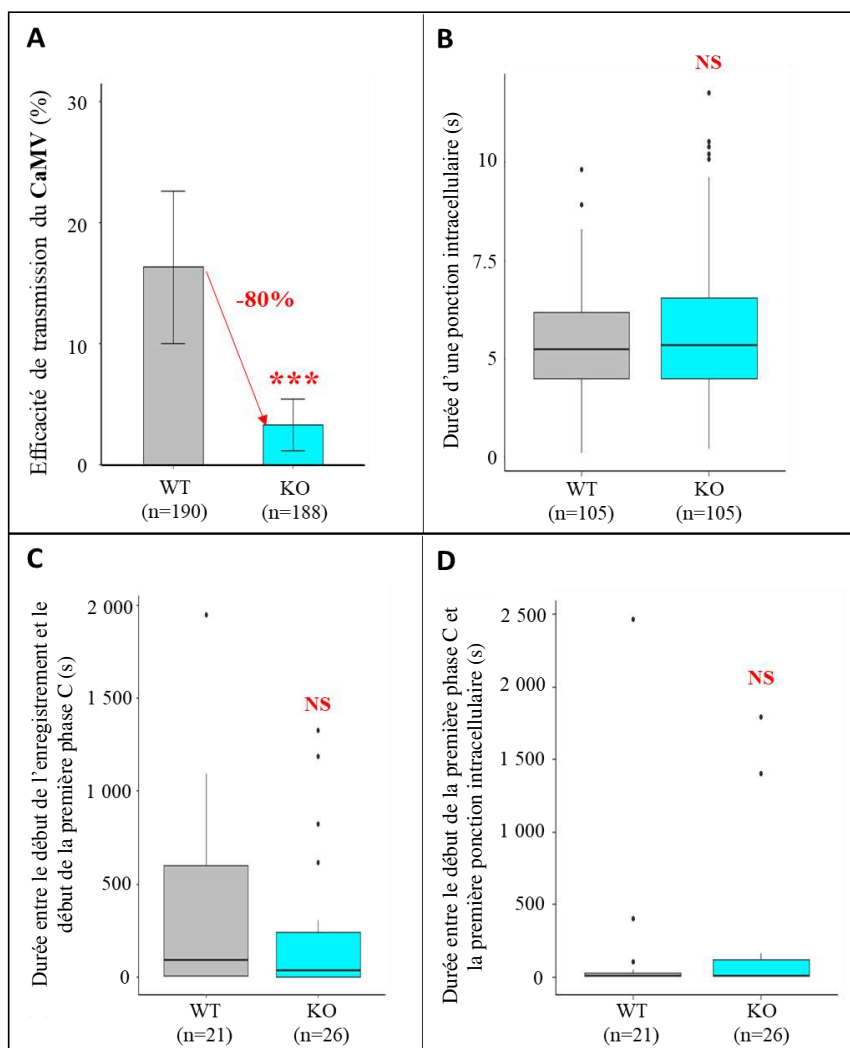 A
Efficacité de transmission du CaMV (%)
30
20
10
0
-80%
***
WT
(n=190)
KO
(n=188)
B
Durée d'une ponction intracellulaire (s)
10
7.5
5
0
NS
WT
(n=105)
KO
(n=105)
C
Durée entre le début de l'enregistrement et le
début de la première phase C (s)
2 000
1 500
1 000
500
0
NS
WT
(n=21)
KO
(n=26)
D
Durée entre le début de la première phase C et
la première ponction intracellulaire (s)
2 500
2 000
1 500
1 000
500
0
NS
WT
(n=21)
KO
(n=26)